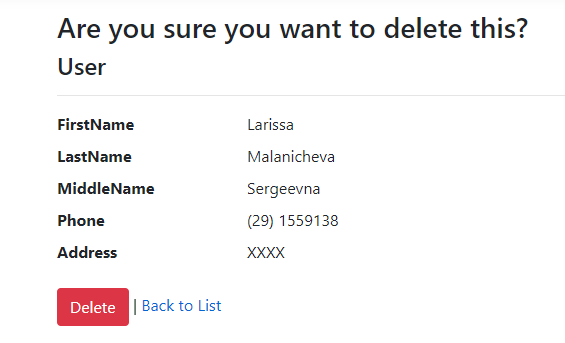 Are you sure you want to delete this?
User
FirstName Larissa
LastName Malanicheva
MiddleName Sergeevna
Phone (29) 1559138
Address XXXX
Delete | Back to List